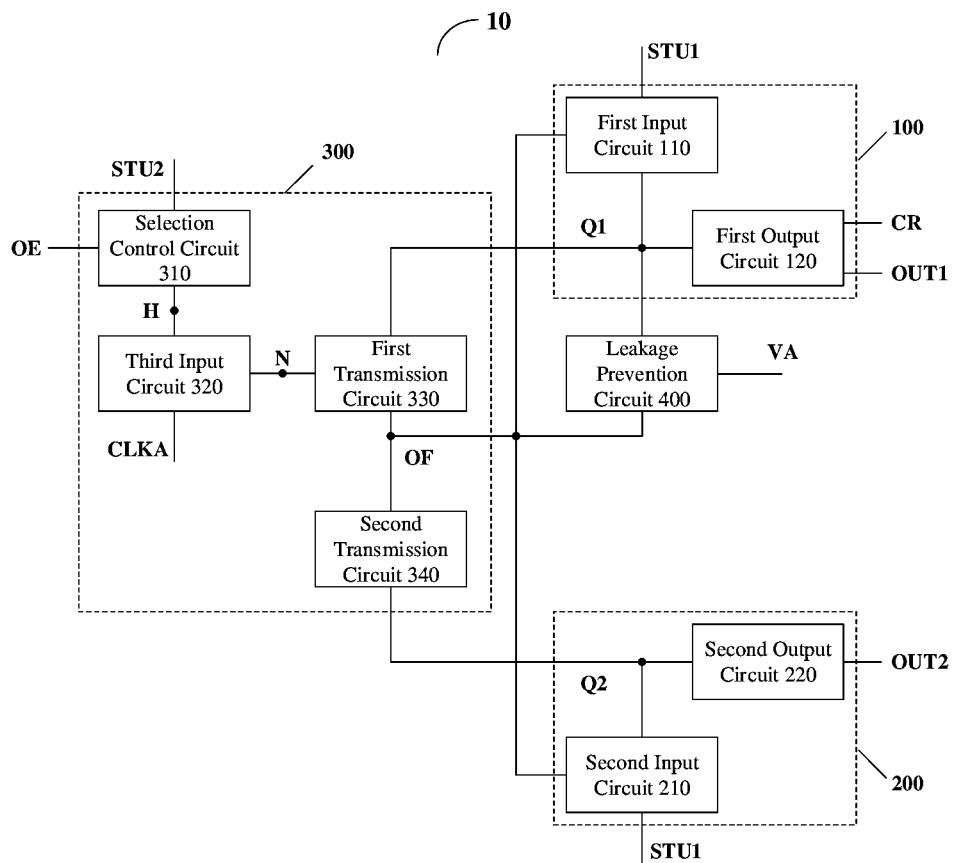 10
STU1
First Input
Circuit 110
100
300
STU2
Selection
Control Circuit
310
OE
Q1
First Output
Circuit 120
CR
OUT1
H
Third Input
Circuit 320
N
First
Transmission
Circuit 330
Leakage
Prevention
Circuit 400
VA
CLKA
OF
Second
Transmission
Circuit 340
Second Output
Circuit 220
OUT2
Q2
Second Input
Circuit 210
200
STU1